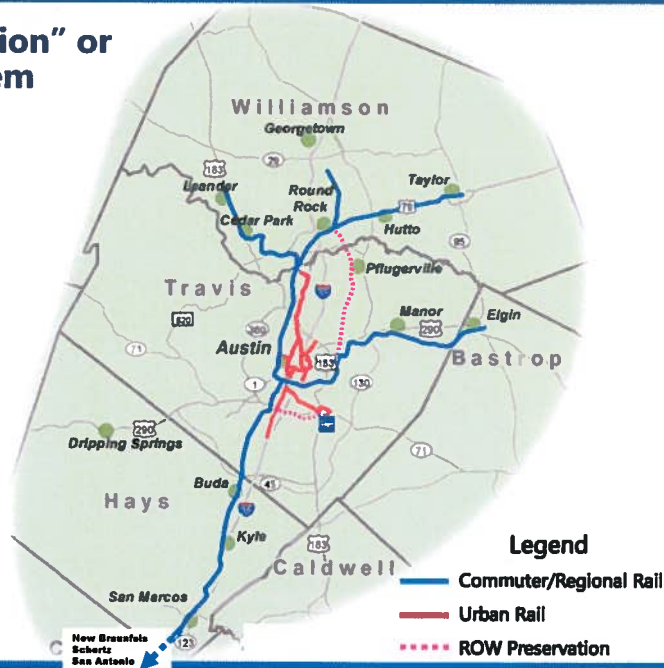 ion” or
em
Williamson
Georgetown
183
29
Leander
Round
Rock
Taylor
79
Cedar Park
Hutto
95
Pflugerville
Travis
Manor
Elgin
290
620
360
71
Austin
183
Bastrop
1
130
290
Dripping Springs
71
Buda
45
Hays
Kyle
183
Caldwell
San Marcos
123
C
New Braunfels
Schertz
San Antonio
Legend
Commuter/Regional Rail
Urban Rail
ROW Preservation